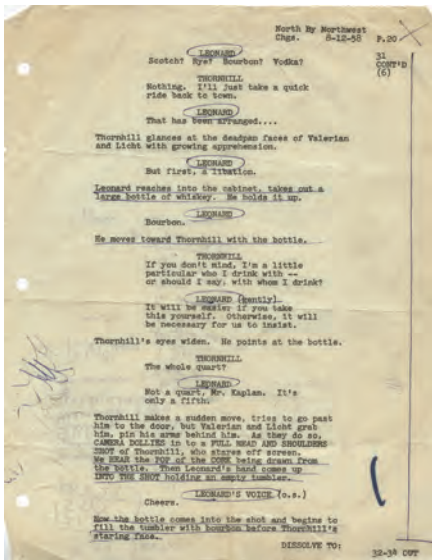 North By Northwest
Chgs. 8-12-58 P.20
31
CONT'D
(6)
LEONARD
Scotch? Rye? Bourbon? Vodka?
THORNHILL
Nothing. I'll just take a quick
ride back to town.
LEONARD
That has been arranged....
Thornhill glances at the deadpan faces of Valerian
and Licht with growing apprehension.
LEONARD
But first, a libation.
Leonard reaches into the cabinet, takes out a
large bottle of whiskey. He holds it up.
LEONARD
Bourbon.
He moves toward Thornhill with the bottle.
THORNHILL
If you don't mind, I'm a little
particular who I drink with --
or should I say, with whom I drink?
LEONARD (gently)
It will be easier if you take
this yourself. Otherwise, it will
be necessary for us to insist.
Thornhill's eyes widen. He points at the bottle.
THORNHILL
The whole quart?
LEONARD
Not a quart, Mr. Kaplan. It's
only a fifth.
Thornhill makes a sudden move, tries to go past
him to the door, but Valerian and Licht grab
him, pin his arms behind him. As they do so,
CAMERA DOLLIES in to a FULL HEAD AND SHOULDERS
SHOT of Thornhill, who stares off screen.
We HEAR the POP of the CORK being drawn from
the bottle. Then Leonard's hand comes up
INTO THE SHOT holding an empty tumbler.
LEONARD'S VOICE (o.s.)
Cheers.
Now the bottle comes into the shot and begins to
fill the tumbler with bourbon before Thornhill's
staring face.
DISSOLVE TO:
32-34 OUT